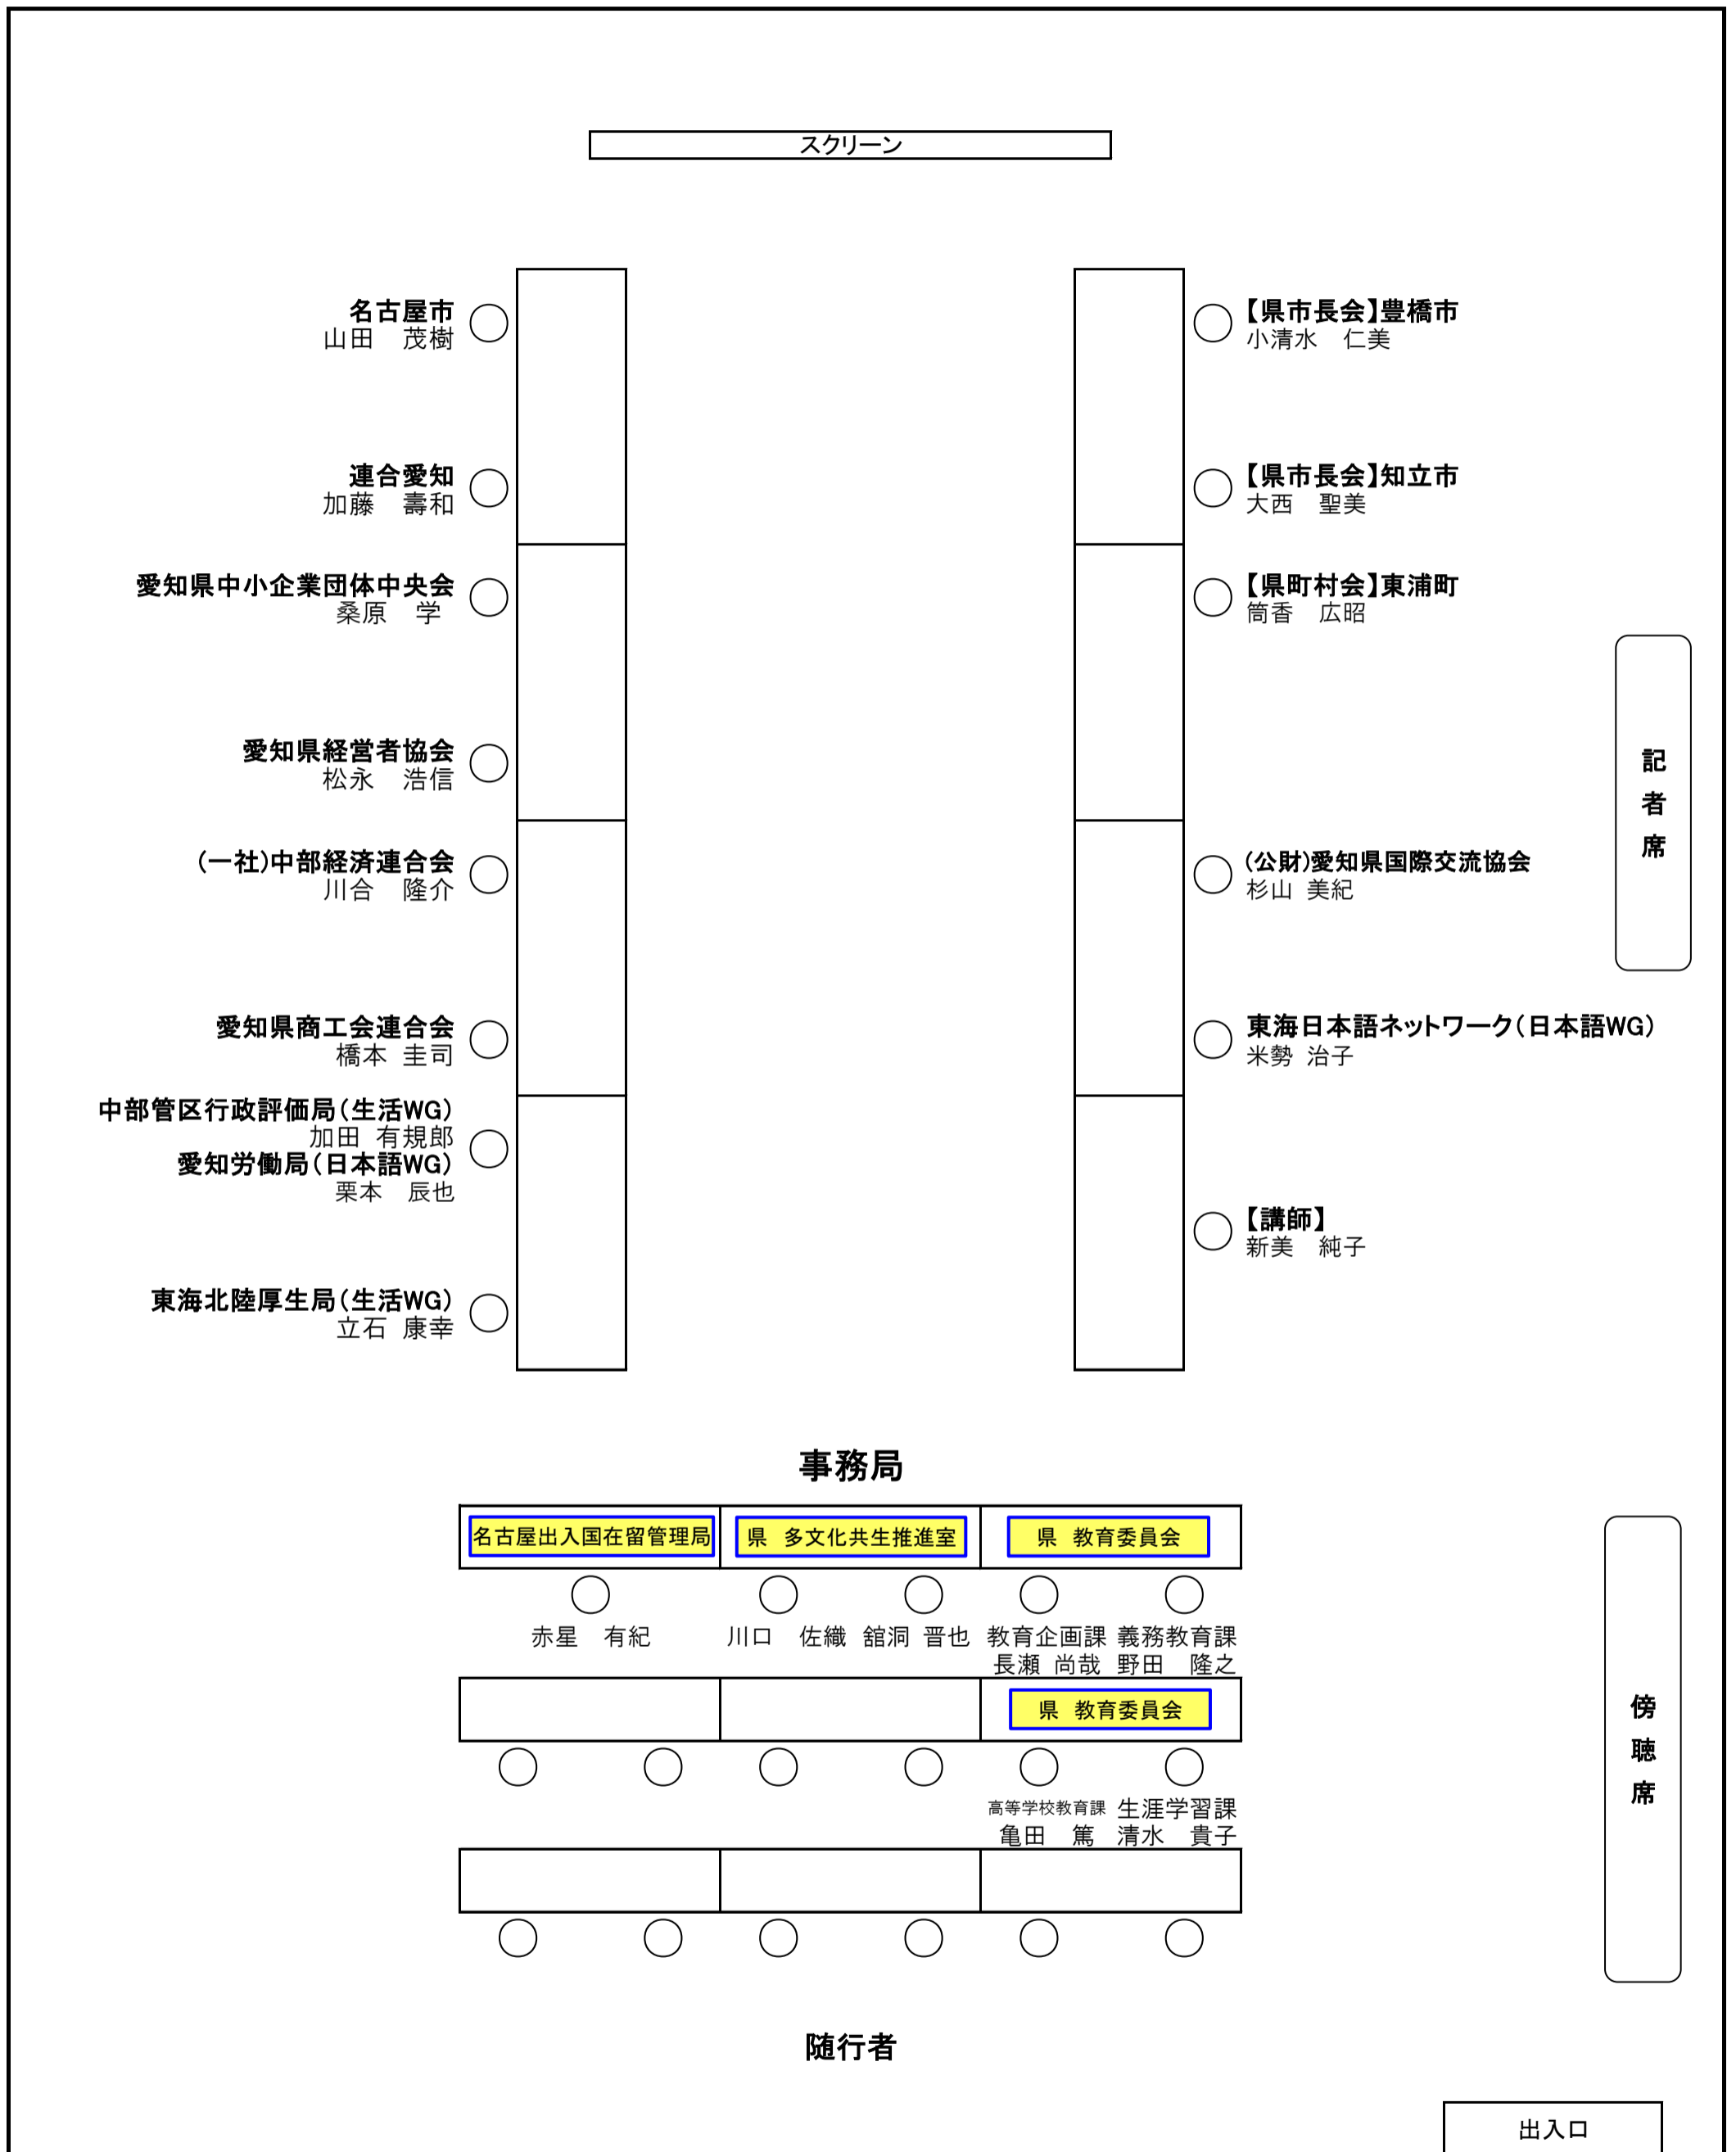 スクリーン
名古屋市
山田　茂樹
連合愛知
加藤　壽和
愛知県中小企業団体中央会
桑原　学
愛知県経営者協会
松永　浩信
(一社)中部経済連合会
川合　隆介
愛知県商工会連合会
橋本 圭司
中部管区行政評価局(生活WG)
加田 有規郎
愛知労働局(日本語WG)
栗本　辰也
東海北陸厚生局(生活WG)
立石 康幸
【県市長会】豊橋市
小清水　仁美
【県市長会】知立市
大西　聖美
【県町村会】東浦町
筒香　広昭
(公財)愛知県国際交流協会
杉山 美紀
東海日本語ネットワーク(日本語WG)
米勢 治子
【講師】
新美　純子
記者席
事務局
名古屋出入国在留管理局 県　多文化共生推進室 県　教育委員会
赤星　有紀 川口　佐織 舘洞 晋也 教育企画課 義務教育課
長瀬 尚哉 野田　隆之
県　教育委員会
高等学校教育課 生涯学習課
亀田　篤 清水　貴子
傍聴席
随行者
出入口